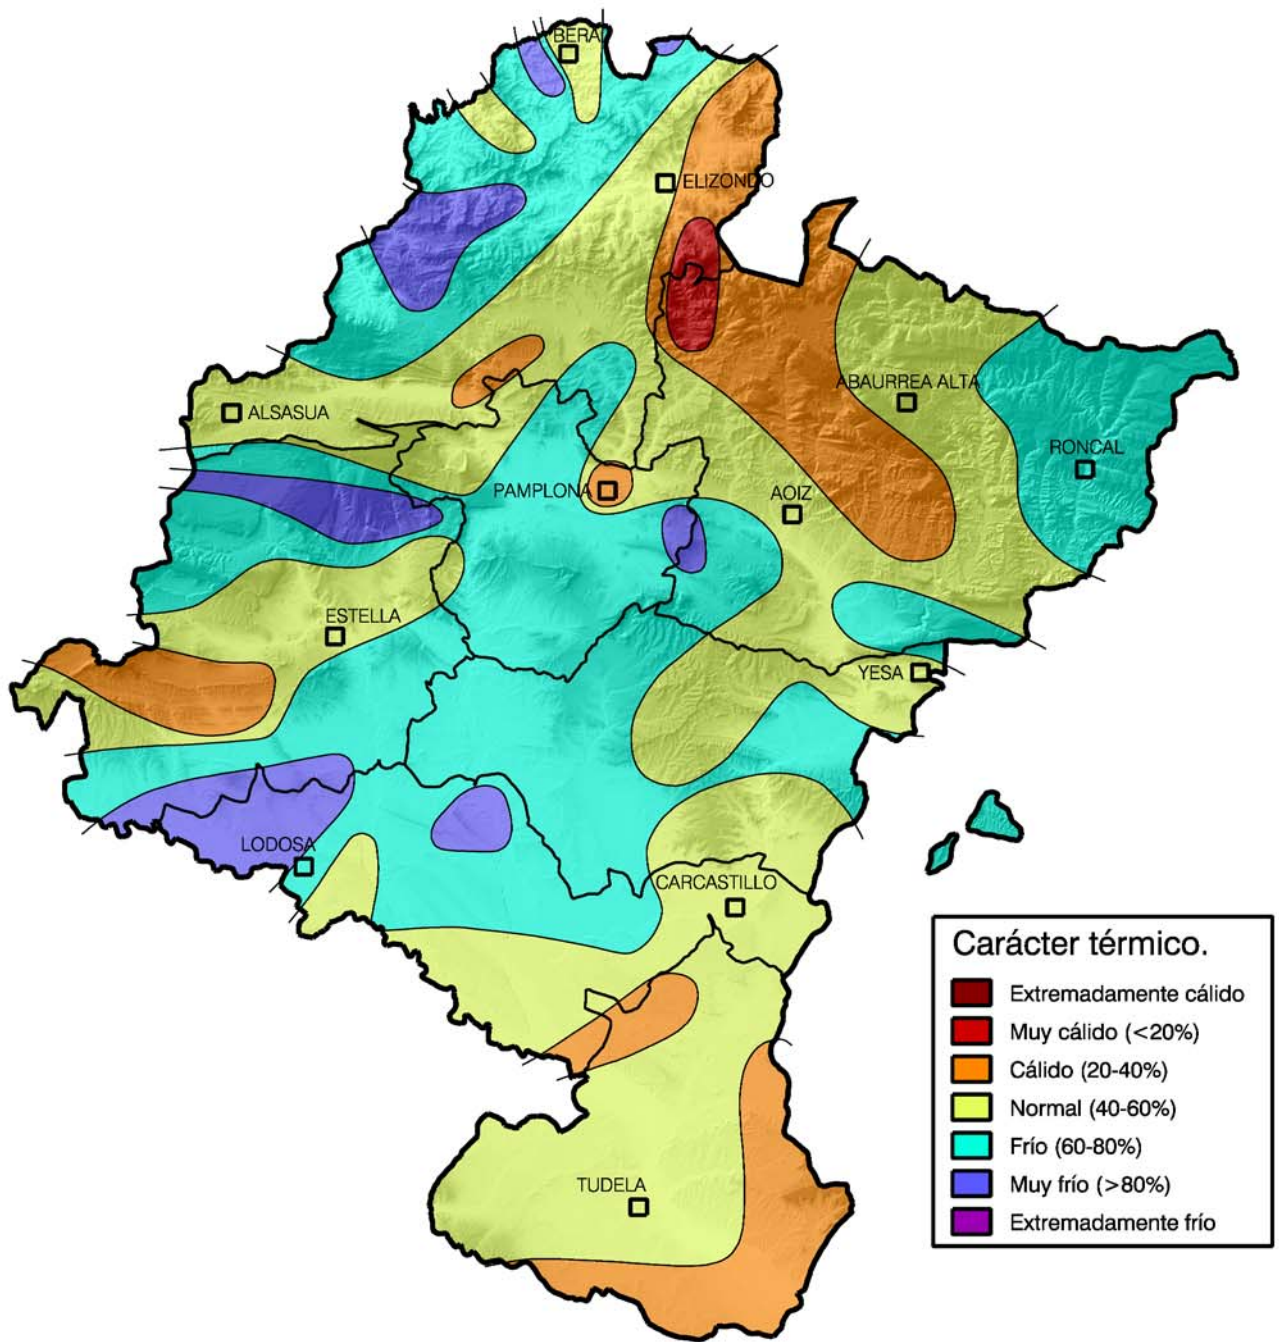 BERA
ELIZONDO
ABAURREA ALTA
ALSASUA
RONCAL
PAMPLONA
AOIZ
ESTELLA
YESA
LODOSA
CARCASTILLO
TUDELA
Carácter térmico.
Extremadamente cálido
Muy cálido (<20%)
Cálido (20-40%)
Normal (40-60%)
Frío (60-80%)
Muy frío (>80%)
Extremadamente frío